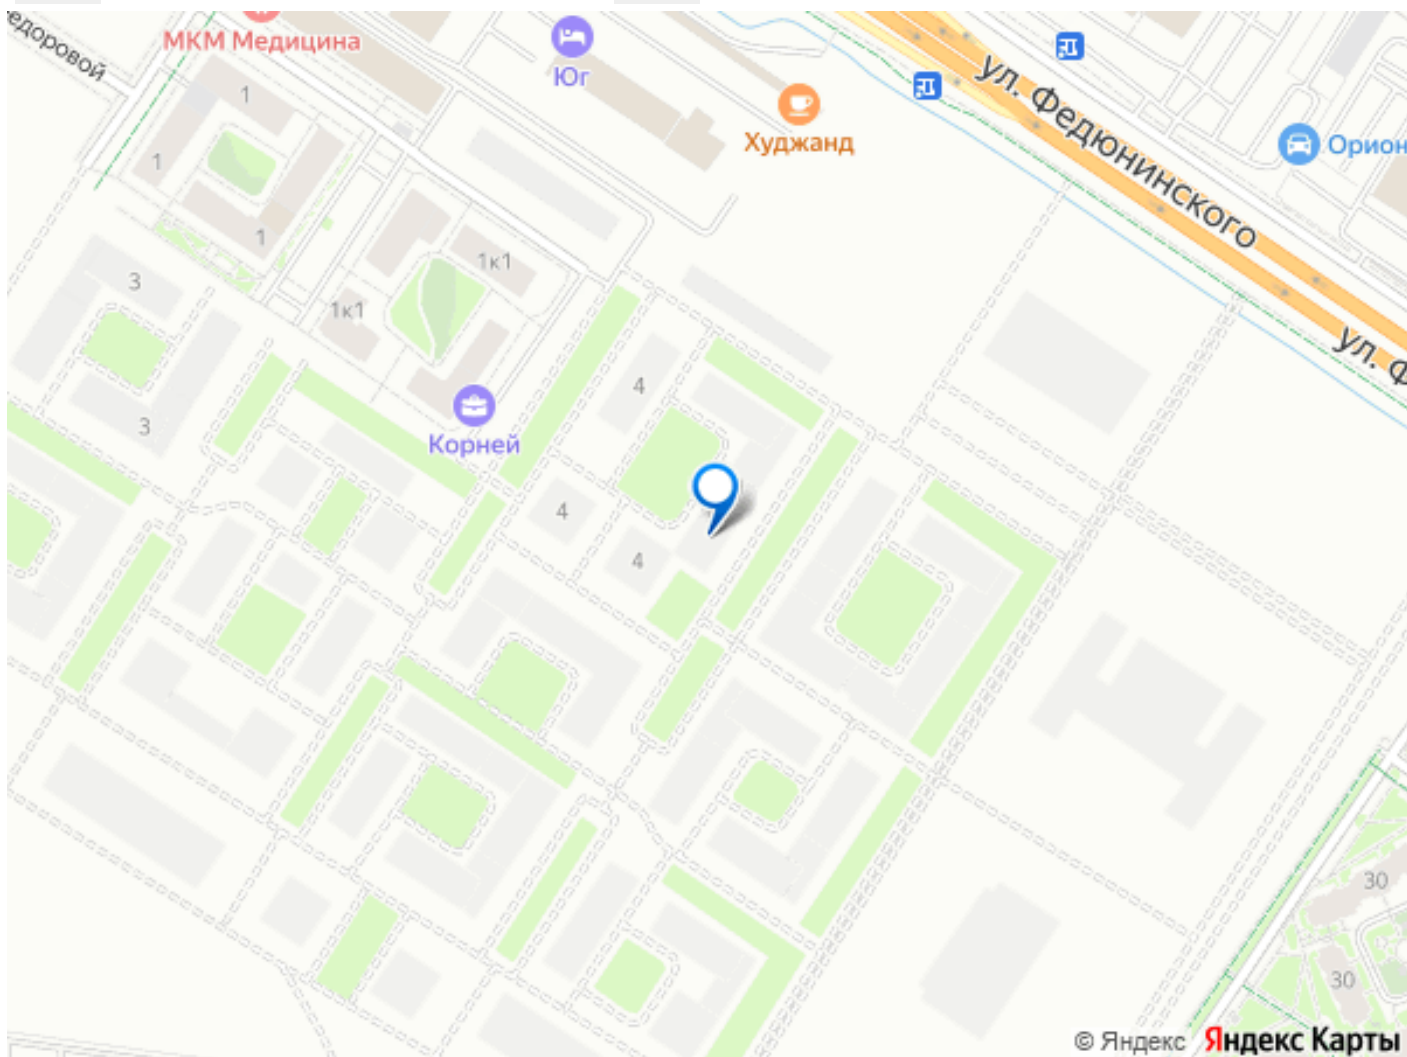 едоровой
МКМ Медицина
Юг
Худжанд
ул. Федюнинского
Орион
ул. Ф
1
1
1
1к1
1к1
3
3
4
Корней
4
4
30
30
© Яндекс Яндекс Карты